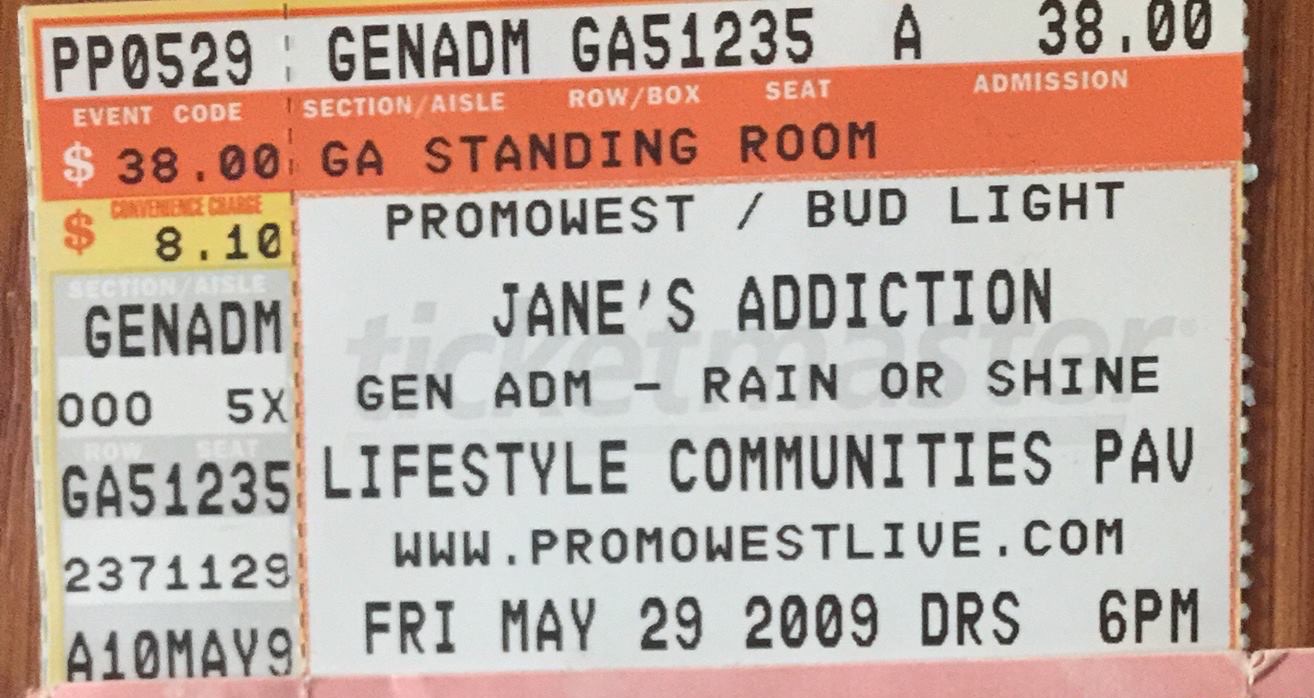 PP0529 GENADM GA51235 A 38.00
EVENT CODE SECTION/AISLE ROW/BOX SEAT ADMISSION
$ 38.00 GA STANDING ROOM
CONVENIENCE CHARGE
$ 8.10
SECTION/AISLE
GENADM
000 5X
ROW SEAT
GA51235
2371129
A10MAY9
PROMOWEST / BUD LIGHT
JANE'S ADDICTION
ticketmaster®
GEN ADM - RAIN OR SHINE
LIFESTYLE COMMUNITIES PAV
WWW.PROMOWESTLIVE.COM
FRI MAY 29 2009 DRS 6PM